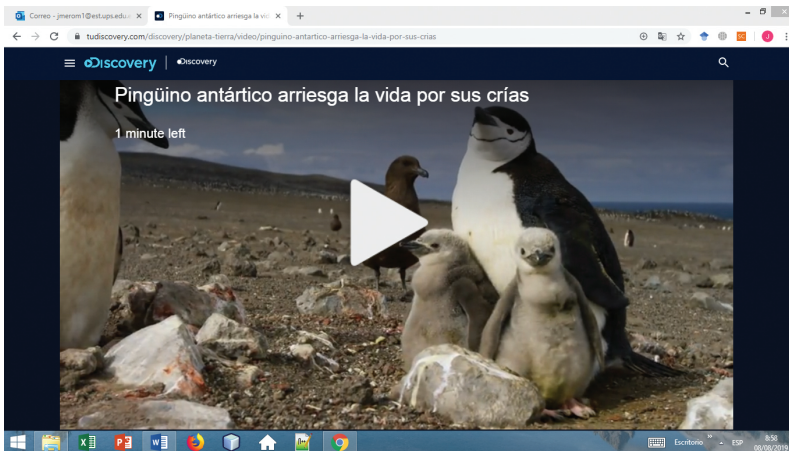 Correo - jmerom1@est.ups.edu.e
Pingüino antártico arriesga la vid
tudiscovery.com/discovery/planeta-tierra/video/pinguino-antartico-arriesga-la-vida-por-sus-crias
Discovery
Discovery
Pingüino antártico arriesga la vida por sus crías
1 minute left
Escritorio
ESP
8:58
08/08/2019